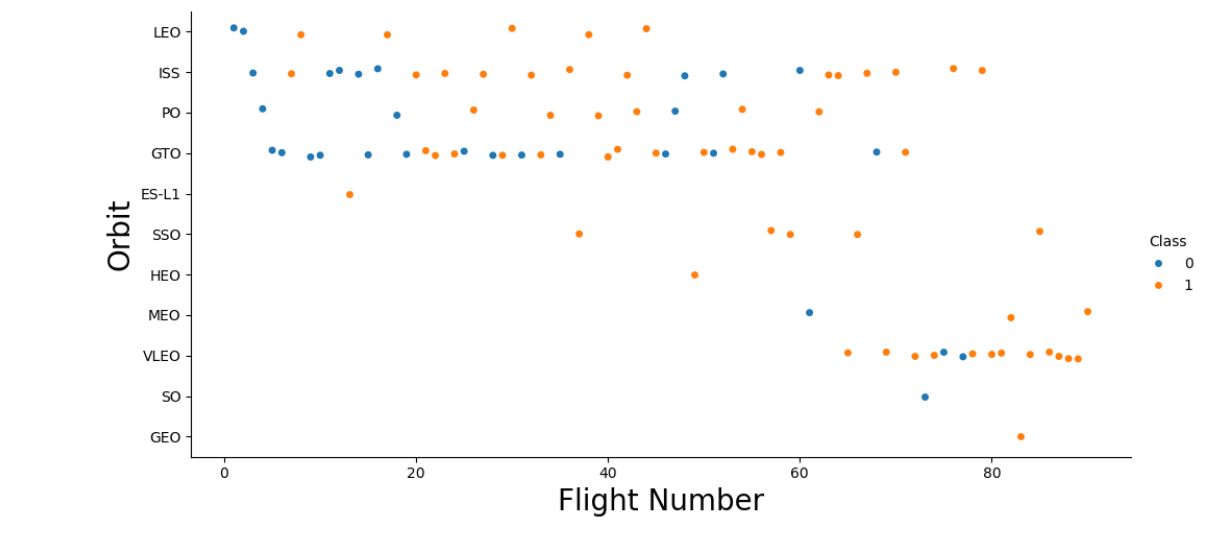 LEO
ISS
PO
GTO
ES-L1
SSO
HEO
MEO
VLEO
SO
GEO
Orbit
0 20 40 60 80
Flight Number
Class
0
1